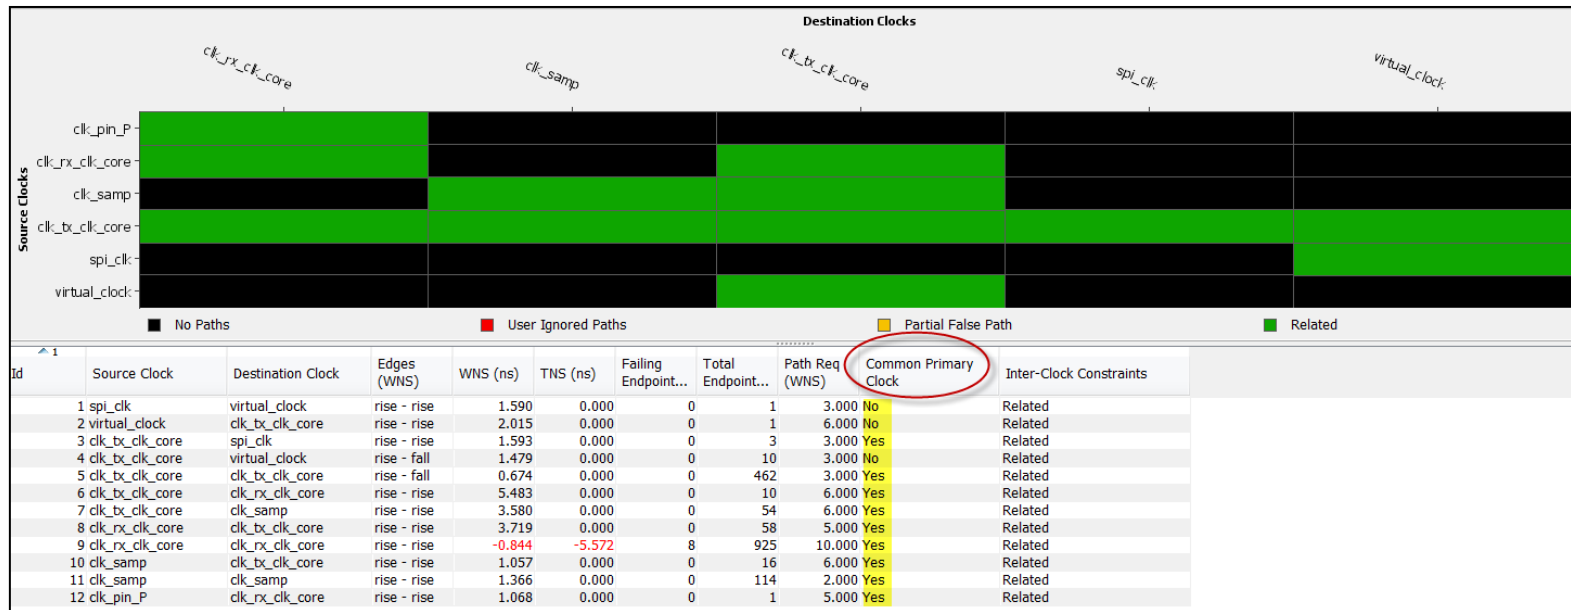 Destination Clocks
clk_rx_clk_core clk_samp clk_tx_clk_core spi_clk virtual_clock
Source Clocks
clk_pin_P
clk_rx_clk_core
clk_samp
clk_tx_clk_core
spi_clk
virtual_clock
No Paths User Ignored Paths Partial False Path Related
1
Id Source Clock Destination Clock Edges (WNS) WNS (ns) TNS (ns) Failing Endpoint... Total Endpoint... Path Req (WNS) Common Primary Clock Inter-Clock Constraints
1 spi_clk virtual_clock rise - rise 1.590 0.000 0 1 3.000 No Related
2 virtual_clock clk_tx_clk_core rise - rise 2.015 0.000 0 1 6.000 No Related
3 clk_tx_clk_core spi_clk rise - rise 1.593 0.000 0 3 3.000 Yes Related
4 clk_tx_clk_core virtual_clock rise - fall 1.479 0.000 0 10 3.000 No Related
5 clk_tx_clk_core clk_tx_clk_core rise - fall 0.674 0.000 0 462 3.000 Yes Related
6 clk_tx_clk_core clk_rx_clk_core rise - rise 5.483 0.000 0 10 6.000 Yes Related
7 clk_tx_clk_core clk_samp rise - rise 3.580 0.000 0 54 6.000 Yes Related
8 clk_rx_clk_core clk_tx_clk_core rise - rise 3.719 0.000 0 58 5.000 Yes Related
9 clk_rx_clk_core clk_rx_clk_core rise - rise -0.844 -5.572 8 925 10.000 Yes Related
10 clk_samp clk_tx_clk_core rise - rise 1.057 0.000 0 16 6.000 Yes Related
11 clk_samp clk_samp rise - rise 1.366 0.000 0 114 2.000 Yes Related
12 clk_pin_P clk_rx_clk_core rise - rise 1.068 0.000 0 1 5.000 Yes Related